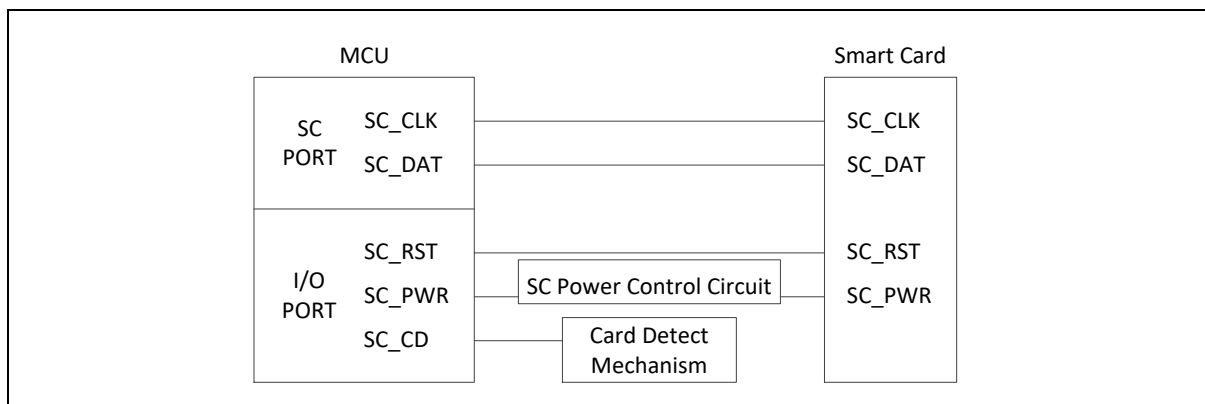 MCU
Smart Card
SC
PORT
SC_CLK
SC_DAT
SC_CLK
SC_DAT
I/O
PORT
SC_RST
SC_PWR
SC_CD
SC Power Control Circuit
Card Detect
Mechanism
SC_RST
SC_PWR